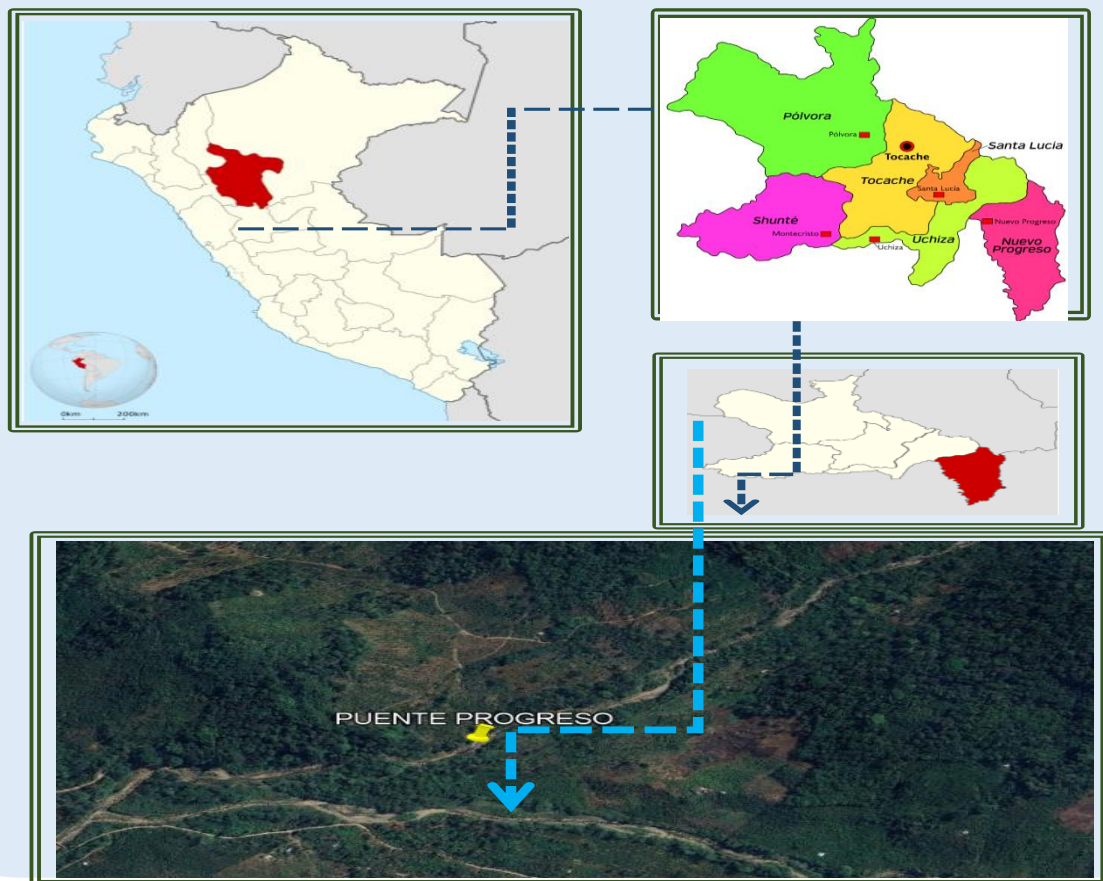 0km
200km
Pólvora
Pólvora
Tocache
Santa Lucia
Tocache
Santa Lucía
Shunté
Montecristo
Uchiza
Uchiza
Nuevo Progreso
Nuevo
Progreso
PUENTE PROGRESO